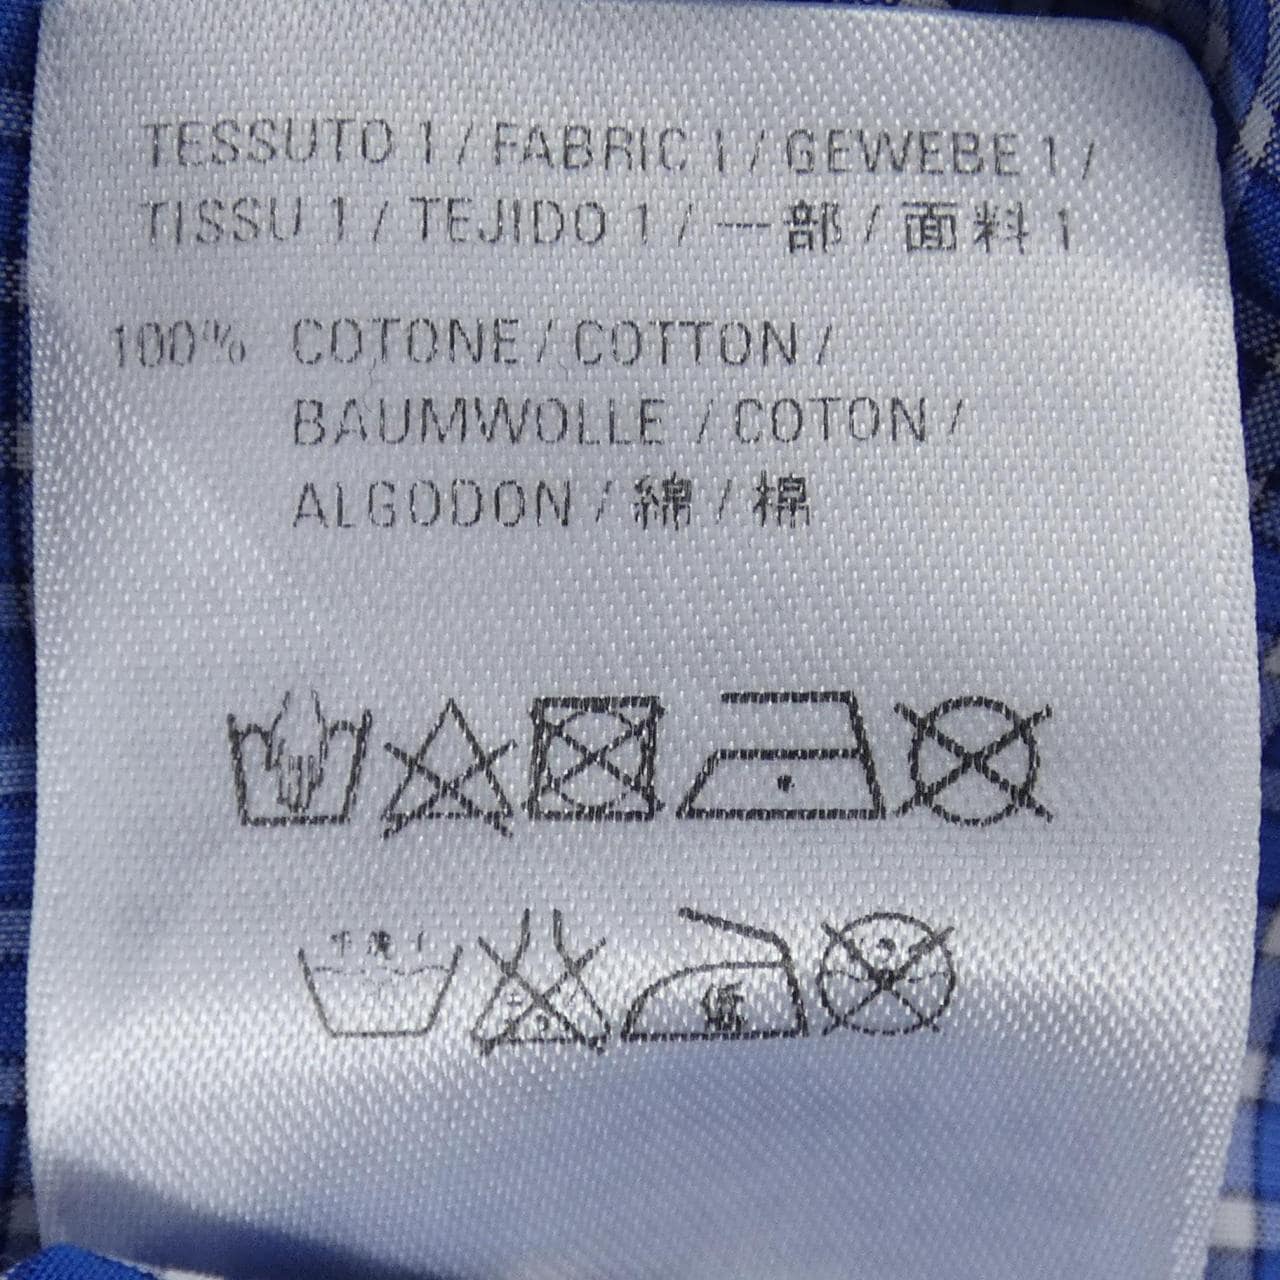 TESSUTO 1 / FABRIC 1 / GEWEBE 1 /
TISSU 1 / TEJIDO 1 / 一部 / 面料 1
100% COTONE / COTTON /
BAUMWOLLE / COTON /
ALGODON / 綿 / 棉
低